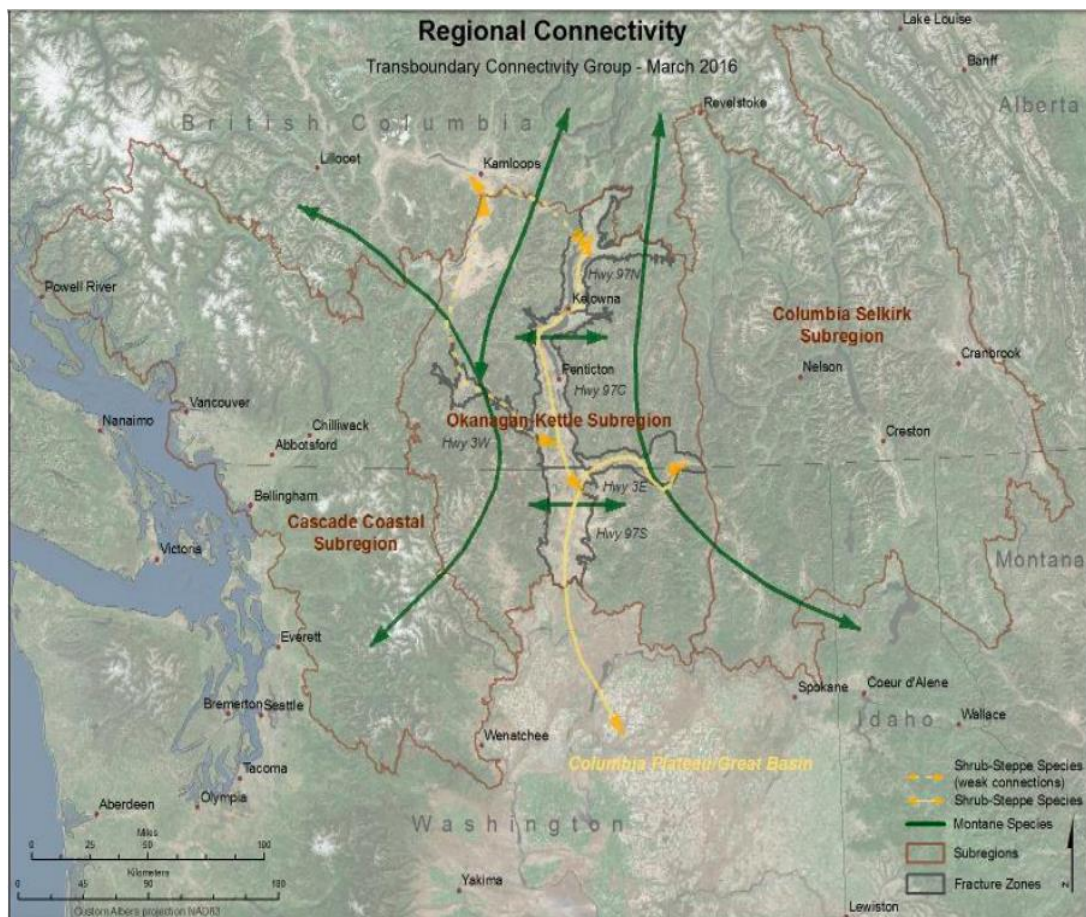 Regional Connectivity
Transboundary Connectivity Group - March 2016
Lake Louise
Banff
Alberta
Revelstoke
British Columbia
Kamloops
Lillooet
Hwy 97N
Powell River
Kelowna
Columbia Selkirk
Subregion
Cranbrook
Penticton
Nelson
Hwy 97C
Vancouver
Nanaimo
Okanagan-Kettle Subregion
Chilliwack
Creston
Hwy 3W
Abbotsford
Hwy 3E
Bellingham
Cascade Coastal
Subregion
Hwy 97S
Victoria
Montana
Everett
Spokane
Coeur d'Alene
Bremerton
Seattle
Idaho
Wallace
Wenatchee
Columbia Plateau/Great Basin
Tacoma
Olympia
Aberdeen
Washington
Shrub-Steppe Species
(weak connections)
Shrub-Steppe Species
Montane Species
Subregions
Fracture Zones
N
Miles
0 25 50 100
Kilometers
0 45 90 180
Yakima
Custom Albers projection NAD83
Lewiston